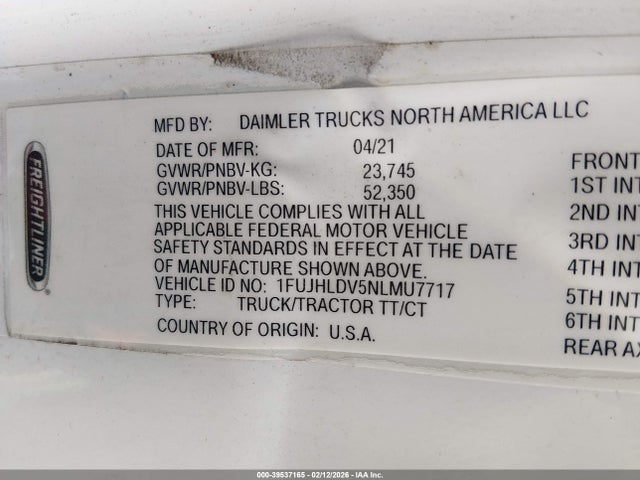 FREIGHTLINER
MFD BY: DAIMLER TRUCKS NORTH AMERICA LLC
DATE OF MFR: 04/21
GVWR/PNBV-KG: 23,745
GVWR/PNBV-LBS: 52,350
THIS VEHICLE COMPLIES WITH ALL
APPLICABLE FEDERAL MOTOR VEHICLE
SAFETY STANDARDS IN EFFECT AT THE DATE
OF MANUFACTURE SHOWN ABOVE.
VEHICLE ID NO: 1FUJHLDV5NLMU7717
TYPE: TRUCK/TRACTOR TT/CT
COUNTRY OF ORIGIN: U.S.A.
FRONT
1ST INT
2ND INT
3RD INT
4TH INT
5TH INT
6TH INT
REAR AX
000-39537165 - 02/12/2026 - IAA Inc.